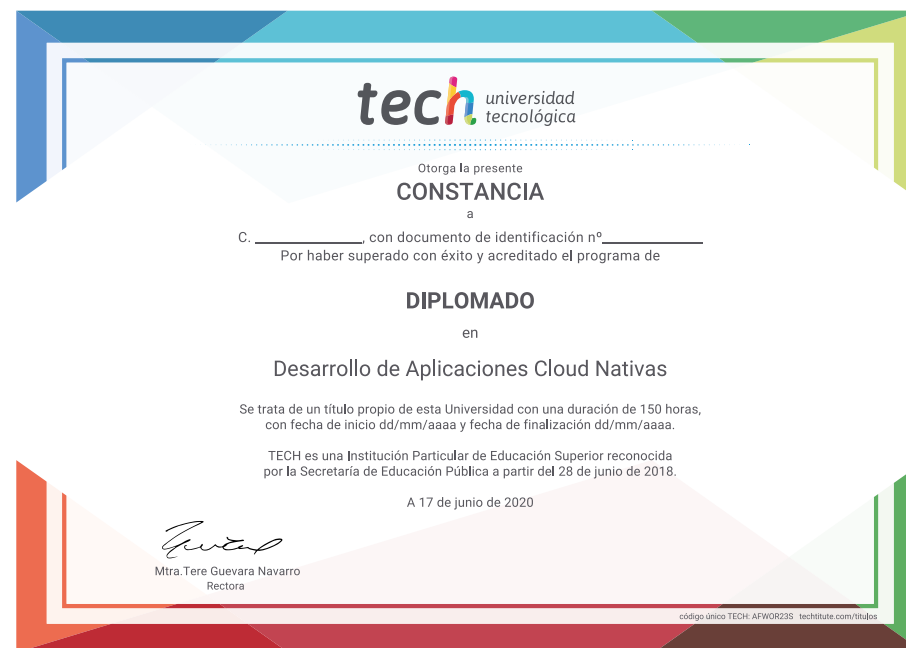 tech universidad
tecnológica
Otorga la presente
CONSTANCIA
a
C. ____________, con documento de identificación nº____________
Por haber superado con éxito y acreditado el programa de
DIPLOMADO
en
Desarrollo de Aplicaciones Cloud Nativas
Se trata de un título propio de esta Universidad con una duración de 150 horas,
con fecha de inicio dd/mm/aaaa y fecha de finalización dd/mm/aaaa.
TECH es una Institución Particular de Educación Superior reconocida
por la Secretaría de Educación Pública a partir del 28 de junio de 2018.
A 17 de junio de 2020
Mtra.Tere Guevara Navarro
Rectora
código único TECH: AFWOR23S techtitute.com/titulos